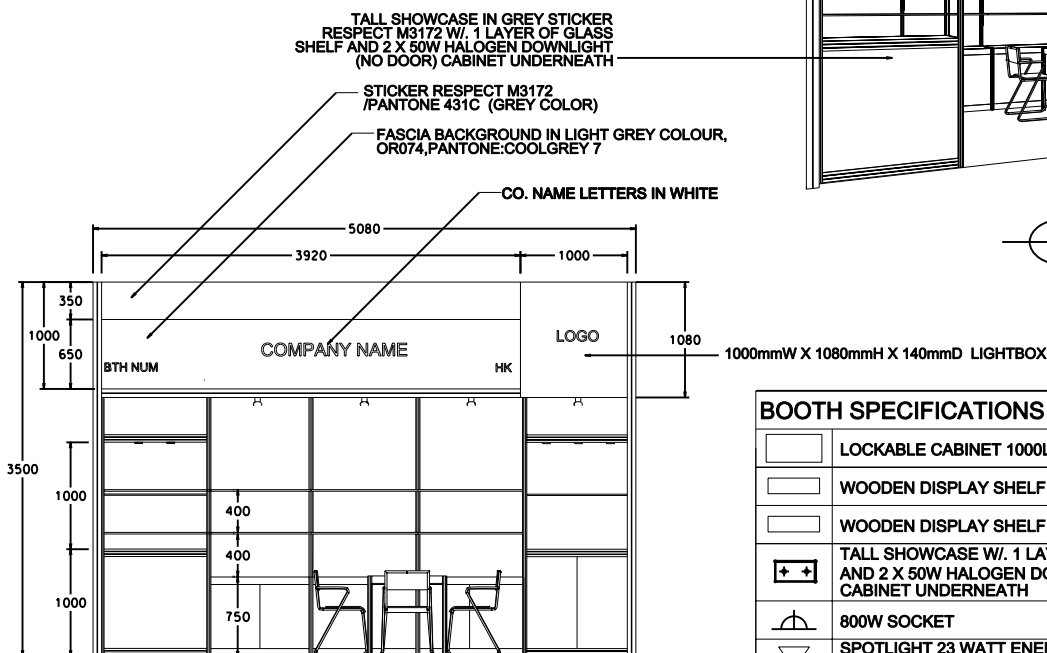 TALL SHOWCASE IN GREY STICKER
RESPECT M3172 W/. 1 LAYER OF GLASS
SHELF AND 2 X 50W HALOGEN DOWNLIGHT
(NO DOOR) CABINET UNDERNEATH
STICKER RESPECT M3172
/PANTONE 431C (GREY COLOR)
FASCIA BACKGROUND IN LIGHT GREY COLOUR,
OR074,PANTONE:COOLGREY 7
CO. NAME LETTERS IN WHITE
5080
3920
1000
350
1000
650
COMPANY NAME
BTH NUM
HK
LOGO
1080
1000mmW X 1080mmH X 140mmD LIGHTBOX
3500
1000
400
400
1000
750
BOOTH SPECIFICATIONS
LOCKABLE CABINET 1000L
WOODEN DISPLAY SHELF
WOODEN DISPLAY SHELF
TALL SHOWCASE W/. 1 LA
AND 2 X 50W HALOGEN DO
CABINET UNDERNEATH
800W SOCKET
SPOTLIGHT 23 WATT ENE